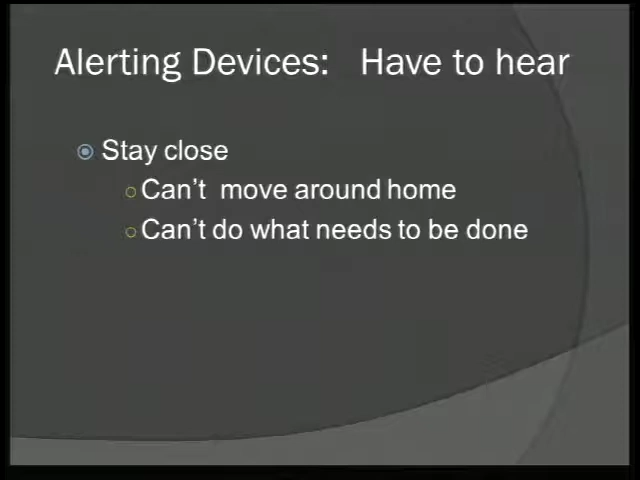 Alerting Devices: Have to hear
Stay close
Can't move around home
Can't do what needs to be done